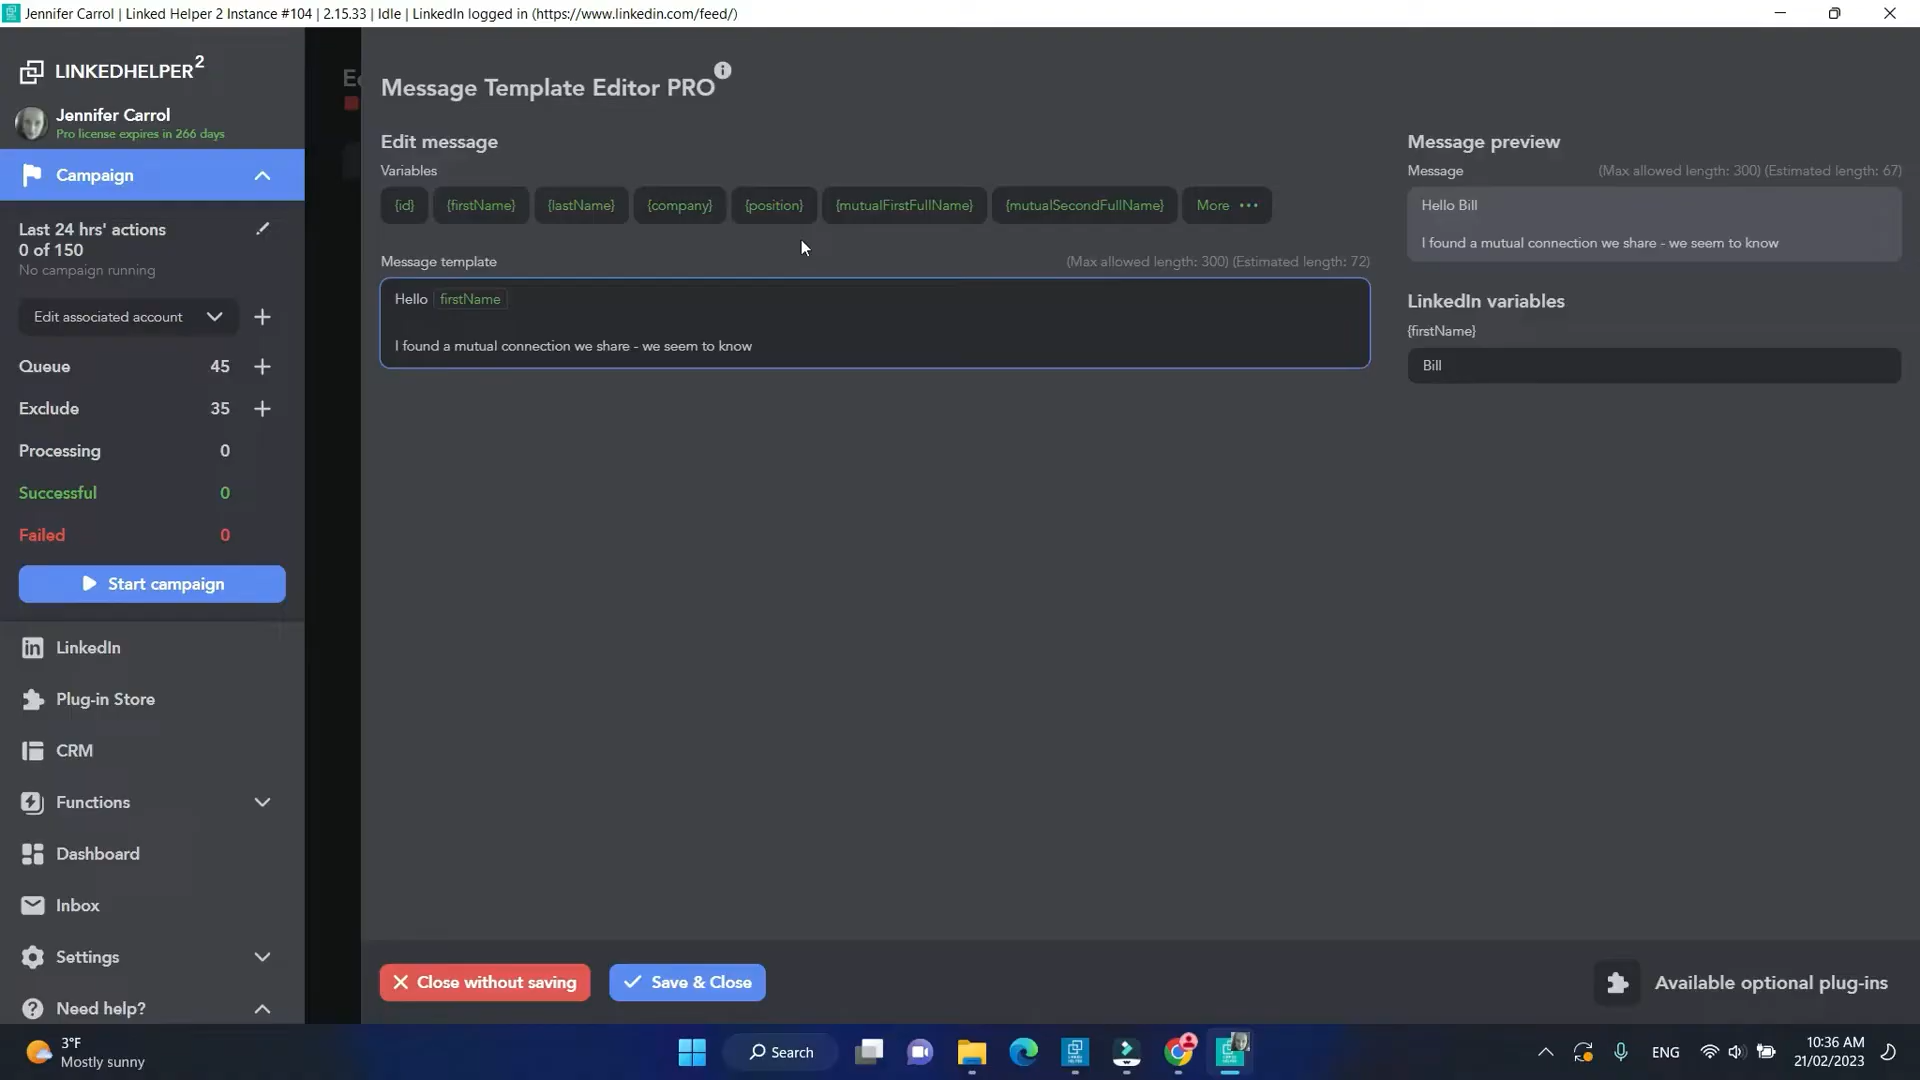 Jennifer Carrol | Linked Helper 2 Instance #104 | 2.15.33 | Idle | LinkedIn logged in (https://www.linkedin.com/feed/)
LINKEDHELPER2
Jennifer Carrol
Pro license expires in 266 days
Campaign
Last 24 hrs' actions
0 of 150
No campaign running
Edit associated account
Queue 45
Exclude 35
Processing 0
Successful 0
Failed 0
Start campaign
LinkedIn
Plug-in Store
CRM
Functions
Dashboard
Inbox
Settings
Need help?
Message Template Editor PRO
Edit message
Variables
{id} {firstName} {lastName} {company} {position} {mutualFirstFullName} {mutualSecondFullName} More •••
Message template (Max allowed length: 300) (Estimated length: 72)
Hello firstName
I found a mutual connection we share - we seem to know
Message preview
Message (Max allowed length: 300) (Estimated length: 67)
Hello Bill
I found a mutual connection we share - we seem to know
LinkedIn variables
{firstName}
Bill
Close without saving
Save & Close
Available optional plug-ins
3°F
Mostly sunny
Search
ENG
10:36 AM
21/02/2023